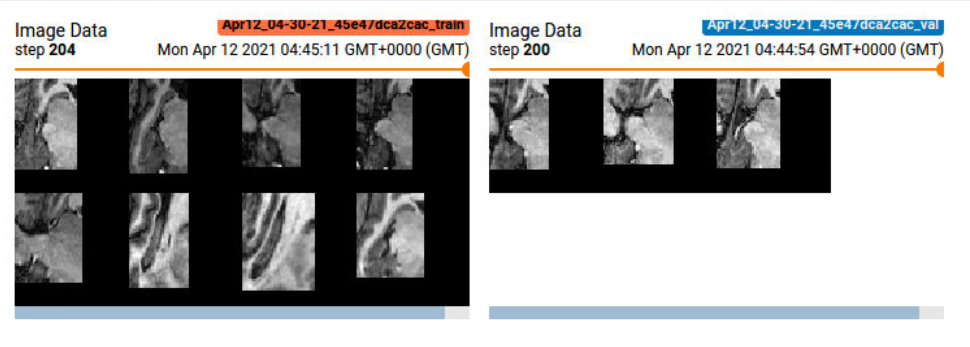 Apr12_04-30-21_45e47dca2cac_train
Image Data
step 204
Mon Apr 12 2021 04:45:11 GMT+0000 (GMT)
Apr12_04-30-21_45e47dca2cac_val
Image Data
step 200
Mon Apr 12 2021 04:44:54 GMT+0000 (GMT)